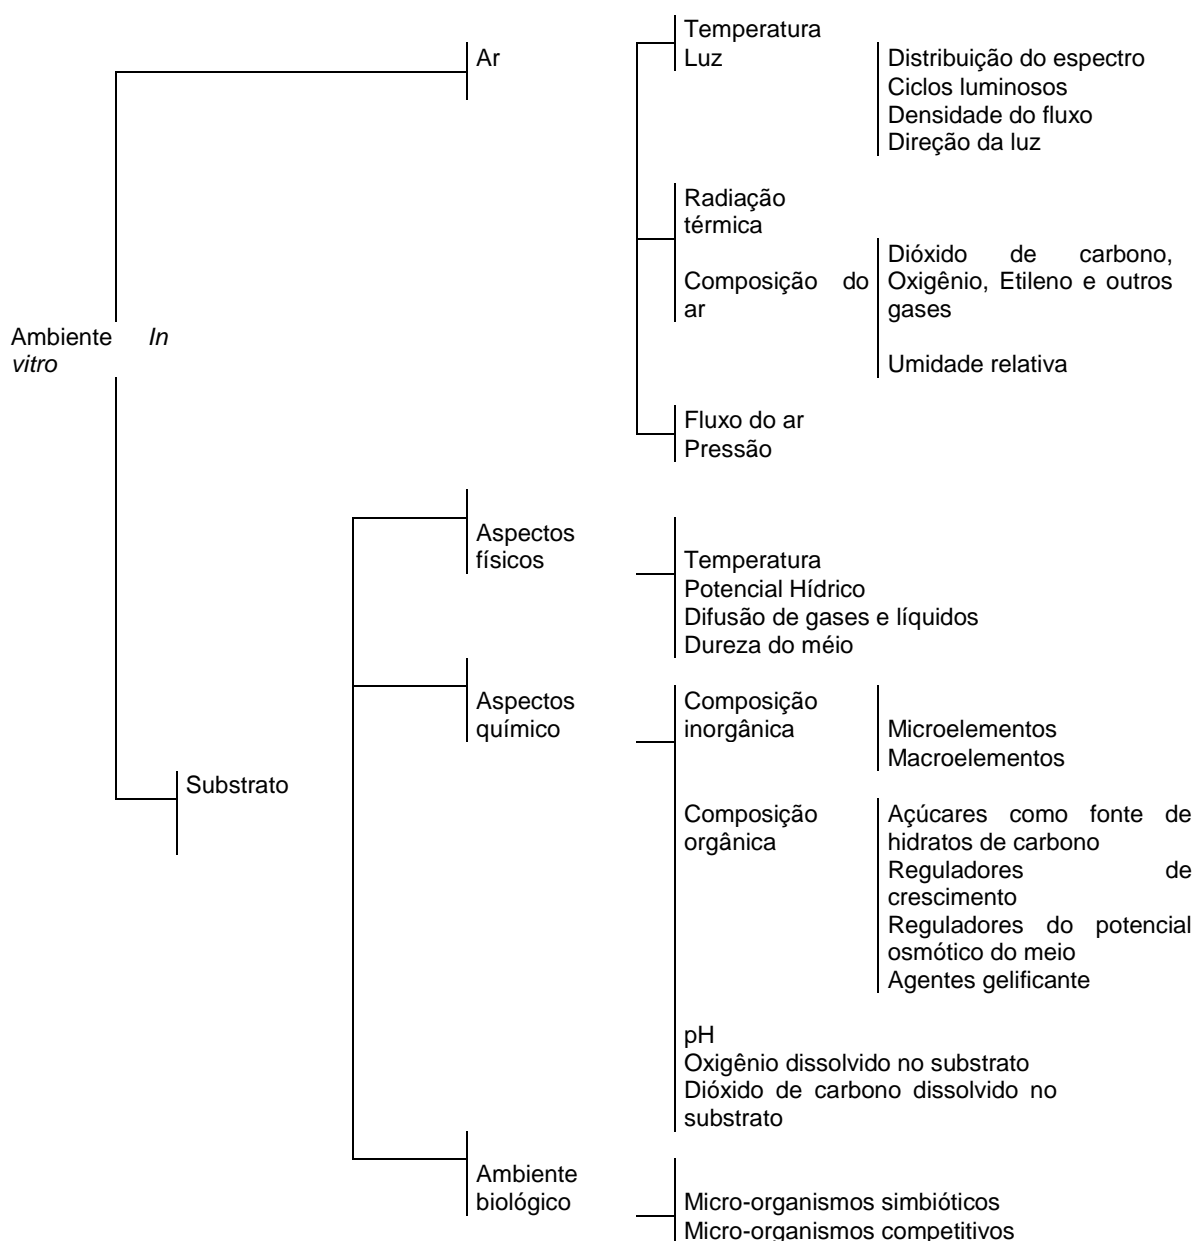 Temperatura
Ar
Luz
Distribuição do espectro
Ciclos luminosos
Densidade do fluxo
Direção da luz
Radiação
térmica
Dióxido de carbono,
Composição do
Oxigênio, Etileno e outros
ar
gases
Ambiente In
vitro
Umidade relativa
Fluxo do ar
Pressão
Aspectos
físicos
Temperatura
Potencial Hídrico
Difusão de gases e líquidos
Dureza do méio
Aspectos
químico
Composição
inorgânica
Microelementos
Macroelementos
Substrato
Composição
orgânica
Açúcares como fonte de
hidratos de carbono
Reguladores de
crescimento
Reguladores do potencial
osmótico do meio
Agentes gelificante
pH
Oxigênio dissolvido no substrato
Dióxido de carbono dissolvido no
substrato
Ambiente
biológico
Micro-organismos simbióticos
Micro-organismos competitivos